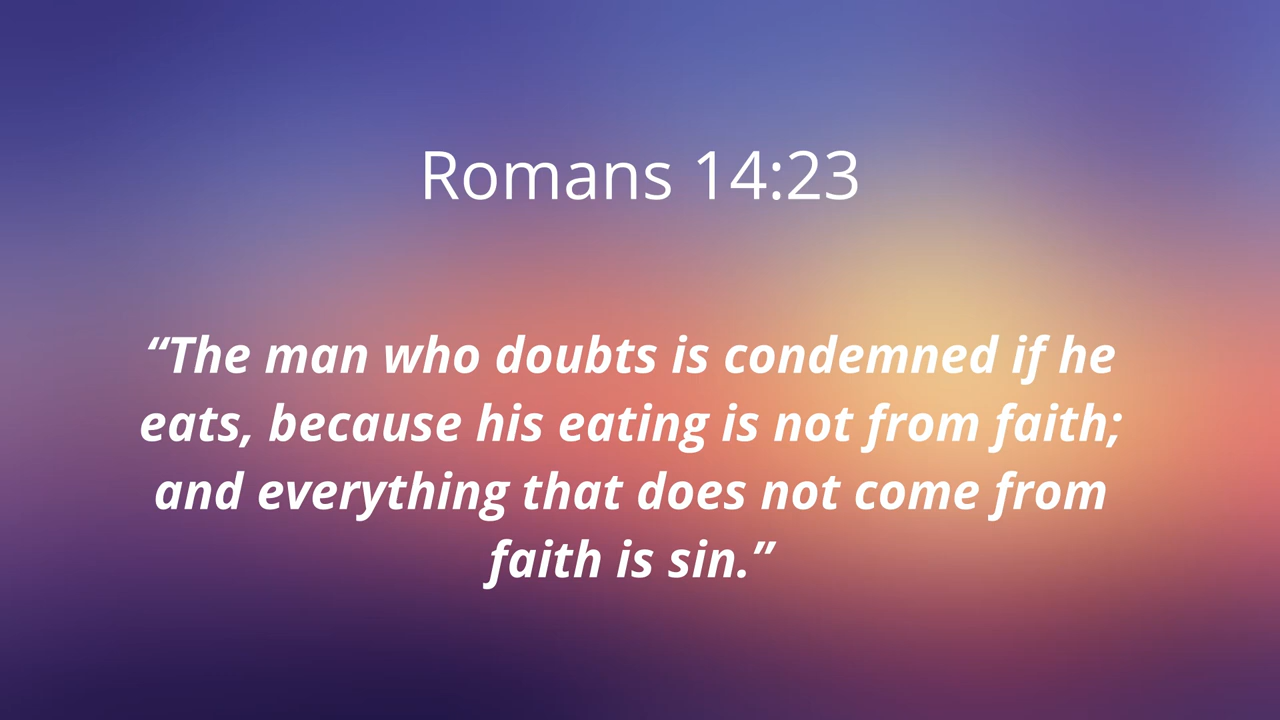 Romans 14:23
“The man who doubts is condemned if he
eats, because his eating is not from faith;
and everything that does not come from
faith is sin.”